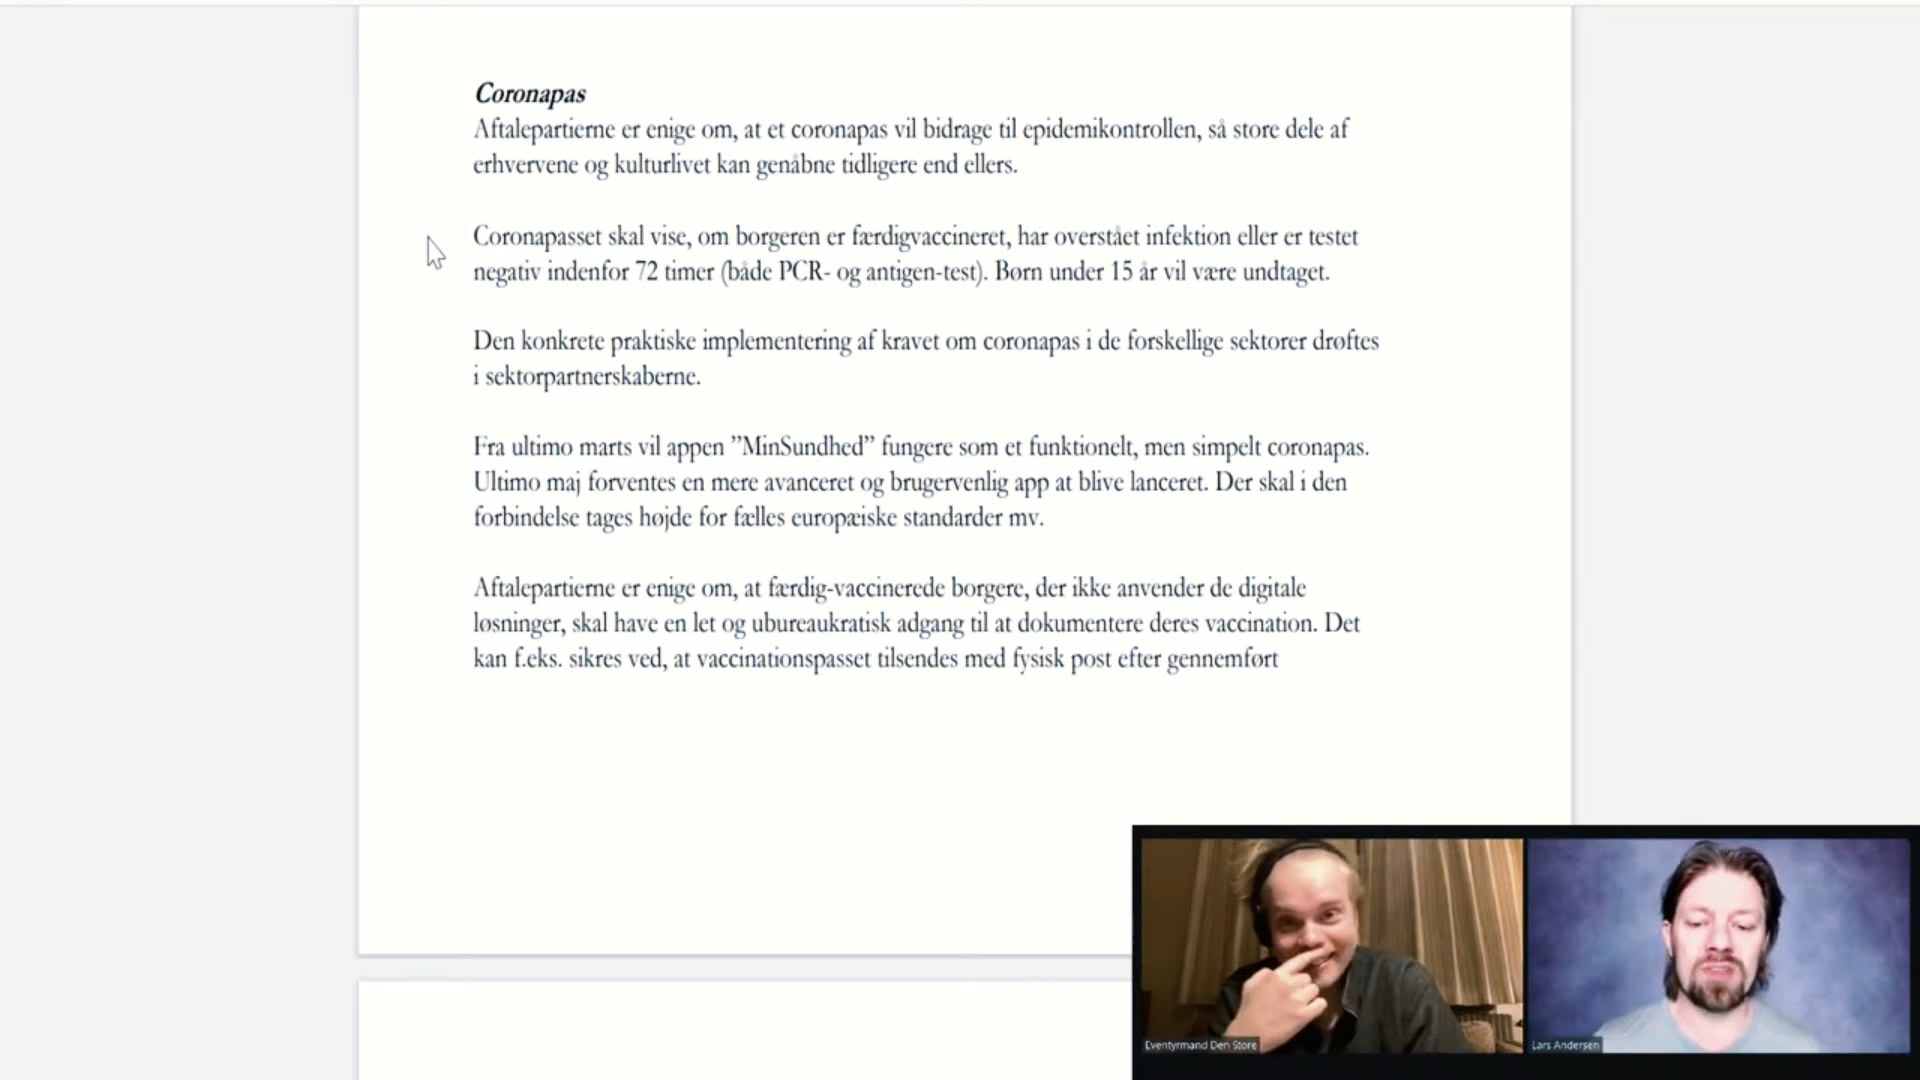 Coronapas
Aftalepartierne er enige om, at et coronapas vil bidrage til epidemikontrollen, så store dele af
erhvervene og kulturlivet kan genåbne tidligere end ellers.
Coronapasset skal vise, om borgeren er færdigvaccineret, har overstået infektion eller er testet
negativ indenfor 72 timer (både PCR- og antigen-test). Børn under 15 år vil være undtaget.
Den konkrete praktiske implementering af kravet om coronapas i de forskellige sektorer drøftes
i sektorpartnerskaberne.
Fra ultimo marts vil appen ”MinSundhed” fungere som et funktionelt, men simpelt coronapas.
Ultimo maj forventes en mere avanceret og brugervenlig app at blive lanceret. Der skal i den
forbindelse tages højde for fælles europæiske standarder mv.
Aftalepartierne er enige om, at færdig-vaccinerede borgere, der ikke anvender de digitale
løsninger, skal have en let og ubureaukratisk adgang til at dokumentere deres vaccination. Det
kan f.eks. sikres ved, at vaccinationspasset tilsendes med fysisk post efter gennemført
Eventyrmand Den Store
Lars Andersen